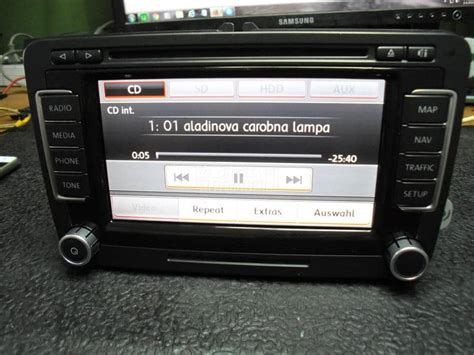 SAMSUNG
RADIO
MEDIA
PHONE
TONE
CD SD HDD AUX
CD int.
1: 01 aladinova carobna lampa
0:05 -25:40
Repeat Extras Auswahl
MAP
NAV
TRAFFIC
SETUP